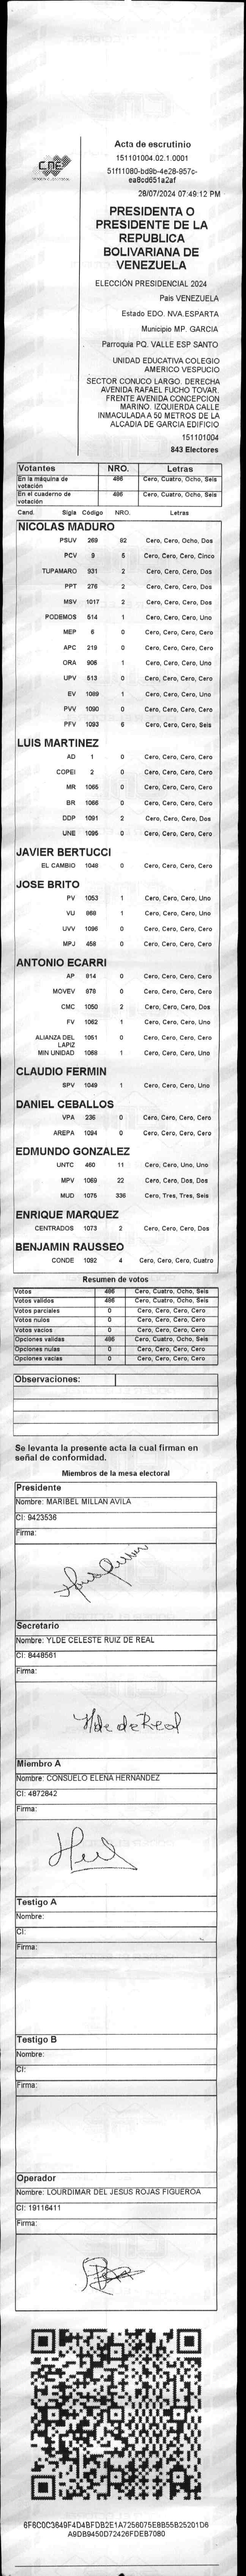 CNE
Acta de escrutinio
151101004.02.1.0001
51f11080-bd9b-4e28-957c-
ea8cd651a2af
28/07/2024 07:49:12 PM
PRESIDENTA O
PRESIDENTE DE LA
REPUBLICA
BOLIVARIANA DE
VENEZUELA
ELECCIÓN PRESIDENCIAL 2024
País VENEZUELA
Estado EDO. NVA.ESPARTA
Municipio MP. GARCIA
Parroquia PQ. VALLE ESP SANTO
UNIDAD EDUCATIVA COLEGIO
AMERICO VESPUCIO
SECTOR CONUCO LARGO. DERECHA
AVENIDA RAFAEL FUCHO TOVAR.
FRENTE AVENIDA CONCEPCION
MARINO. IZQUIERDA CALLE
INMACULADA A 50 METROS DE LA
ALCADIA DE GARCIA EDIFICIO
151101004
843 Electores
Votantes NRO. Letras
En la máquina de votación 486 Cero, Cuatro, Ocho, Seis
En el cuaderno de votación 486 Cero, Cuatro, Ocho, Seis
Cand. Sigla Código NRO. Letras
NICOLAS MADURO
PSUV 269 82 Cero, Cero, Ocho, Dos
PCV 9 5 Cero, Cero, Cero, Cinco
TUPAMARO 931 2 Cero, Cero, Cero, Dos
PPT 276 2 Cero, Cero, Cero, Dos
MSV 1017 2 Cero, Cero, Cero, Dos
PODEMOS 514 1 Cero, Cero, Cero, Uno
MEP 6 0 Cero, Cero, Cero, Cero
APC 219 0 Cero, Cero, Cero, Cero
ORA 906 1 Cero, Cero, Cero, Uno
UPV 513 0 Cero, Cero, Cero, Cero
EV 1089 1 Cero, Cero, Cero, Uno
PVV 1090 0 Cero, Cero, Cero, Cero
PFV 1093 6 Cero, Cero, Cero, Seis
LUIS MARTINEZ
AD 1 0 Cero, Cero, Cero, Cero
COPEI 2 0 Cero, Cero, Cero, Cero
MR 1065 0 Cero, Cero, Cero, Cero
BR 1066 0 Cero, Cero, Cero, Cero
DDP 1091 2 Cero, Cero, Cero, Dos
UNE 1095 0 Cero, Cero, Cero, Cero
JAVIER BERTUCCI
EL CAMBIO 1048 0 Cero, Cero, Cero, Cero
JOSE BRITO
PV 1053 1 Cero, Cero, Cero, Uno
VU 868 1 Cero, Cero, Cero, Uno
UVV 1096 0 Cero, Cero, Cero, Cero
MPJ 458 0 Cero, Cero, Cero, Cero
ANTONIO ECARRI
AP 814 0 Cero, Cero, Cero, Cero
MOVEV 878 0 Cero, Cero, Cero, Cero
CMC 1050 2 Cero, Cero, Cero, Dos
FV 1062 1 Cero, Cero, Cero, Uno
ALIANZA DEL LAPIZ 1051 0 Cero, Cero, Cero, Cero
MIN UNIDAD 1068 1 Cero, Cero, Cero, Uno
CLAUDIO FERMIN
SPV 1049 1 Cero, Cero, Cero, Uno
DANIEL CEBALLOS
VPA 236 0 Cero, Cero, Cero, Cero
AREPA 1094 0 Cero, Cero, Cero, Cero
EDMUNDO GONZALEZ
UNTC 460 11 Cero, Cero, Uno, Uno
MPV 1069 22 Cero, Cero, Dos, Dos
MUD 1075 336 Cero, Tres, Tres, Seis
ENRIQUE MARQUEZ
CENTRADOS 1073 2 Cero, Cero, Cero, Dos
BENJAMIN RAUSSEO
CONDE 1092 4 Cero, Cero, Cero, Cuatro
Resumen de votos
Votos 486 Cero, Cuatro, Ocho, Seis
Votos validos 486 Cero, Cuatro, Ocho, Seis
Votos parciales 0 Cero, Cero, Cero, Cero
Votos nulos 0 Cero, Cero, Cero, Cero
Votos vacios 0 Cero, Cero, Cero, Cero
Opciones validas 486 Cero, Cuatro, Ocho, Seis
Opciones nulas 0 Cero, Cero, Cero, Cero
Opciones vacias 0 Cero, Cero, Cero, Cero
Observaciones:
Se levanta la presente acta la cual firman en
señal de conformidad.
Miembros de la mesa electoral
Presidente
Nombre: MARIBEL MILLAN AVILA
CI: 9423536
Firma:
Secretario
Nombre: YLDE CELESTE RUIZ DE REAL
CI: 8448561
Firma:
Ylde de Real
Miembro A
Nombre: CONSUELO ELENA HERNANDEZ
CI: 4872842
Firma:
Testigo A
Nombre:
CI:
Firma:
Testigo B
Nombre:
CI:
Firma:
Operador
Nombre: LOURDIMAR DEL JESUS ROJAS FIGUEROA
CI: 19116411
Firma:
6F6C0C3649F4D4BFDB2E1A7256075E8B55B25201D6
A9DB9450D72426FDEB7080